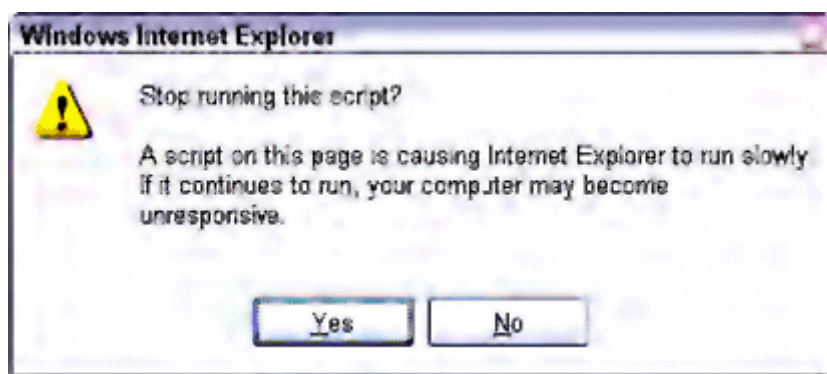 Windows Internet Explorer
Stop running this script?
A script on this page is causing Internet Explorer to run slowly
If it continues to run, your computer may become
unresponsive.
Yes
No